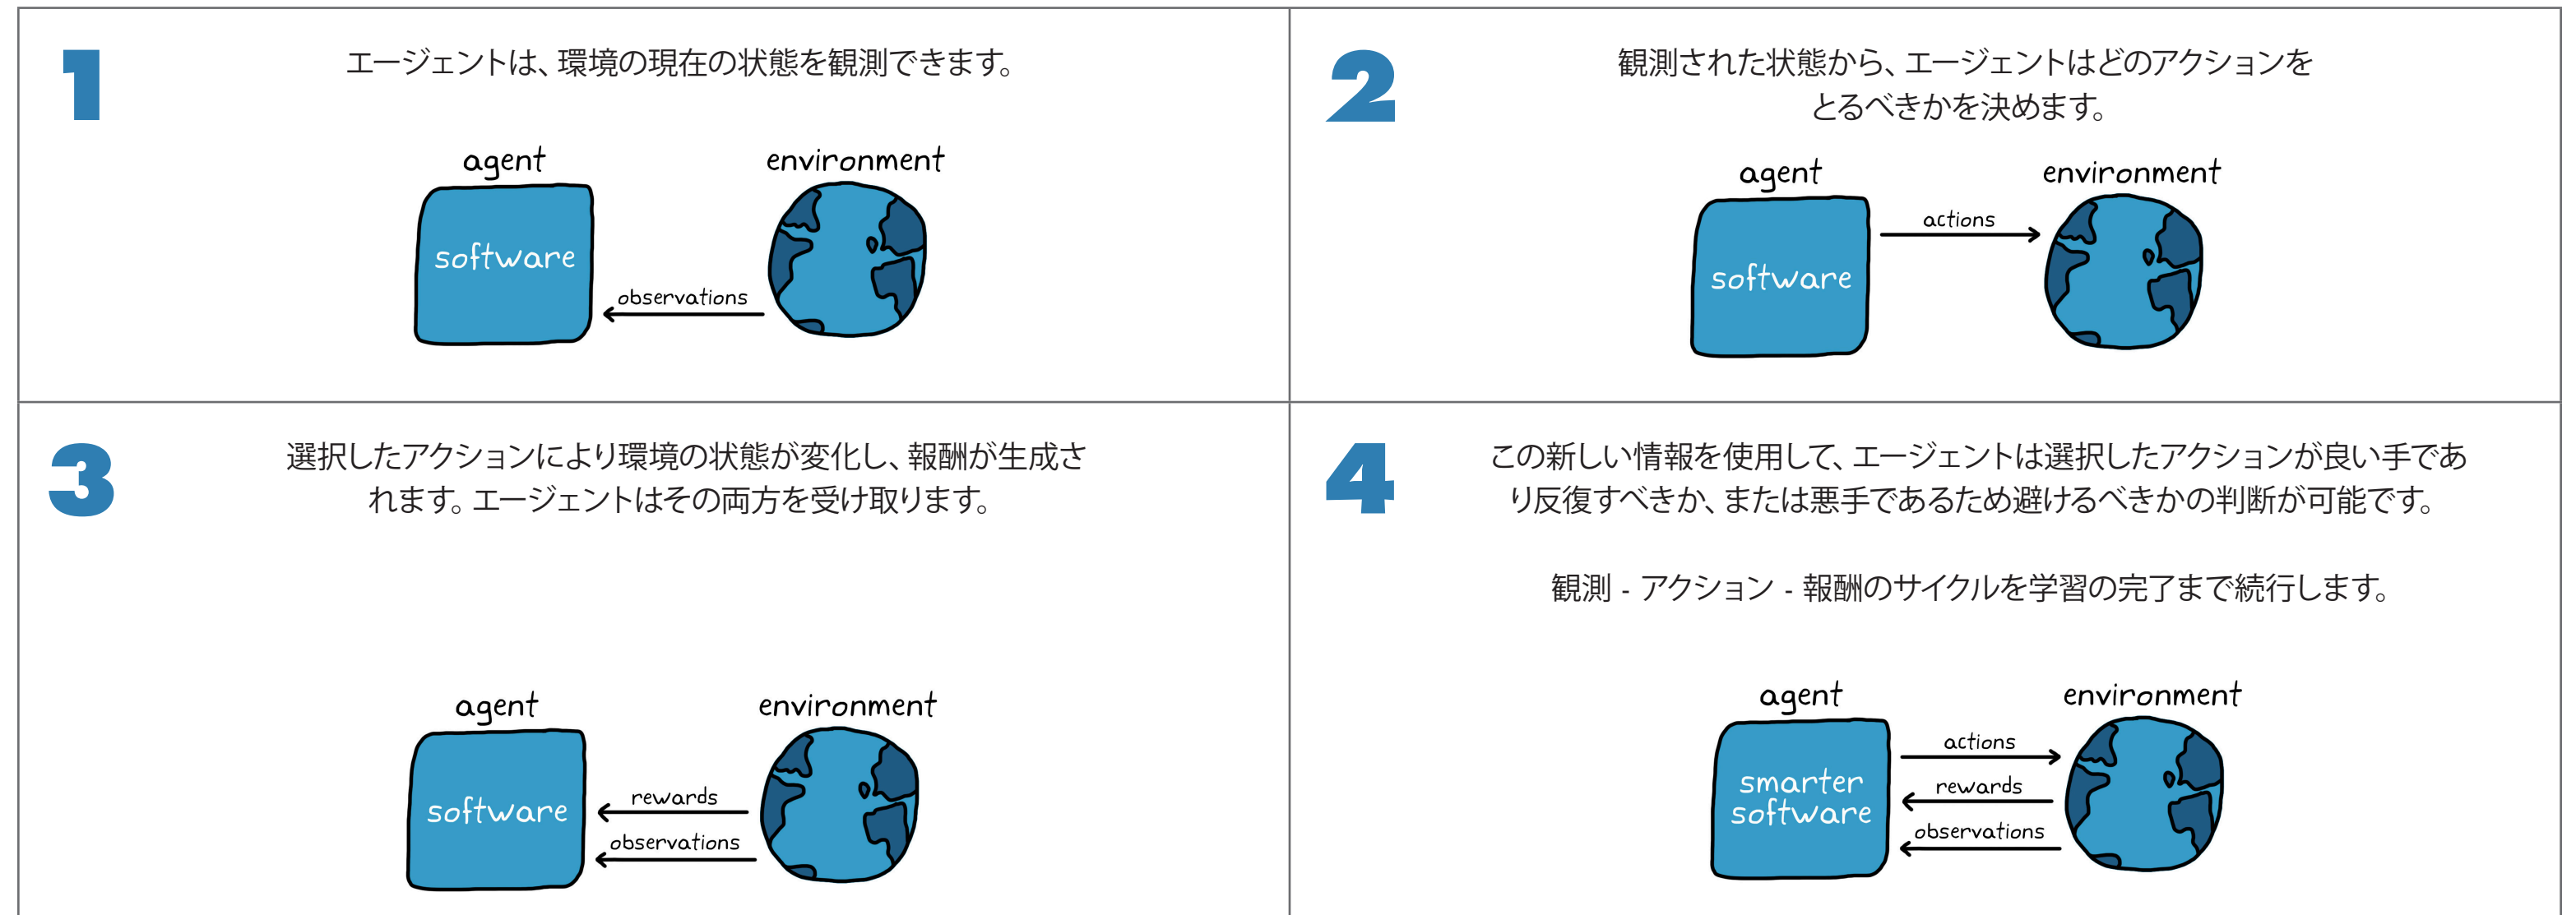 1
エージェントは、環境の現在の状態を観測できます。
agent
environment
software
observations
2
観測された状態から、エージェントはどのアクションを
とるべきかを決めます。
agent
environment
actions
software
3
選択したアクションにより環境の状態が変化し、報酬が生成さ
れます。エージェントはその両方を受け取ります。
agent
environment
software
rewards
observations
4
この新しい情報を使用して、エージェントは選択したアクションが良い手であ
り反復すべきか、または悪手であるため避けるべきかの判断が可能です。
観測 - アクション - 報酬のサイクルを学習の完了まで続行します。
agent
environment
smarter
software
actions
rewards
observations